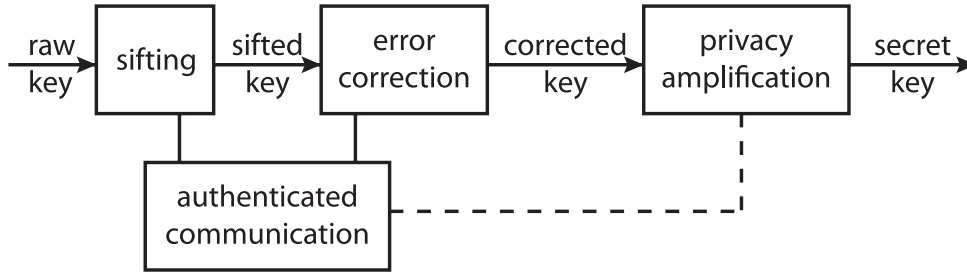 raw
key
sifting
sifted
key
error
correction
corrected
key
privacy
amplification
secret
key
authenticated
communication